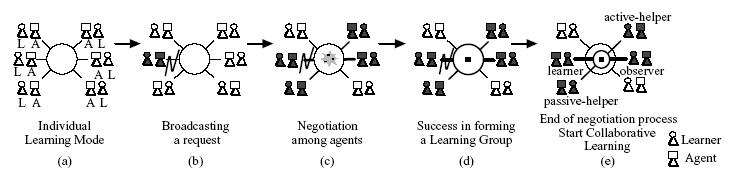 active-helper
L A
A L
L A
A L
L A
A L
learner
observer
passive-helper
Individual
Learning Mode
(a)
Broadcasting
a request
(b)
Negotiation
among agents
(c)
Success in forming
a Learning Group
(d)
End of negotiation process
Start Collaborative
Learning
(e)
Learner
Agent